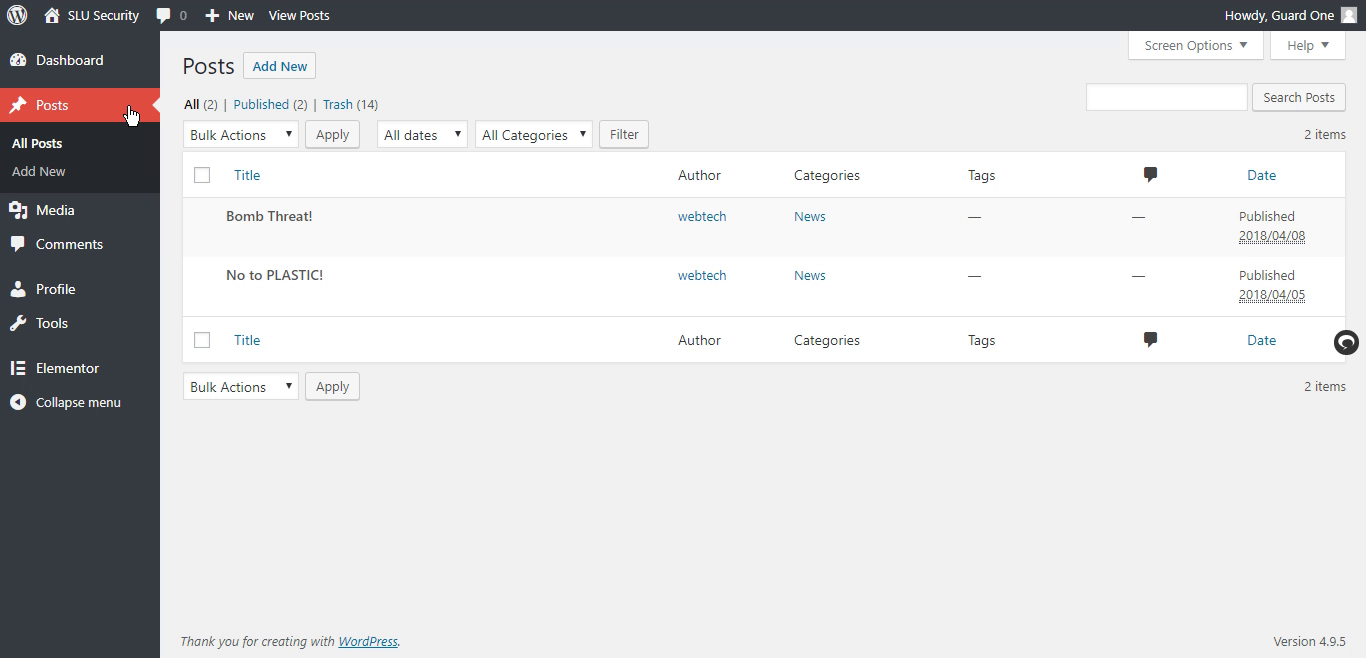 SLU Security 0 New View Posts Howdy, Guard One
Screen Options Help
Dashboard
Posts
All Posts
Add New
Media
Comments
Profile
Tools
Elementor
Collapse menu
Posts Add New
All (2) | Published (2) | Trash (14)
Search Posts
Bulk Actions Apply All dates All Categories Filter 2 items
Title Author Categories Tags Date
Bomb Threat! webtech News — — Published
2018/04/08
No to PLASTIC! webtech News — — Published
2018/04/05
Title Author Categories Tags Date
Bulk Actions Apply 2 items
Thank you for creating with WordPress. Version 4.9.5